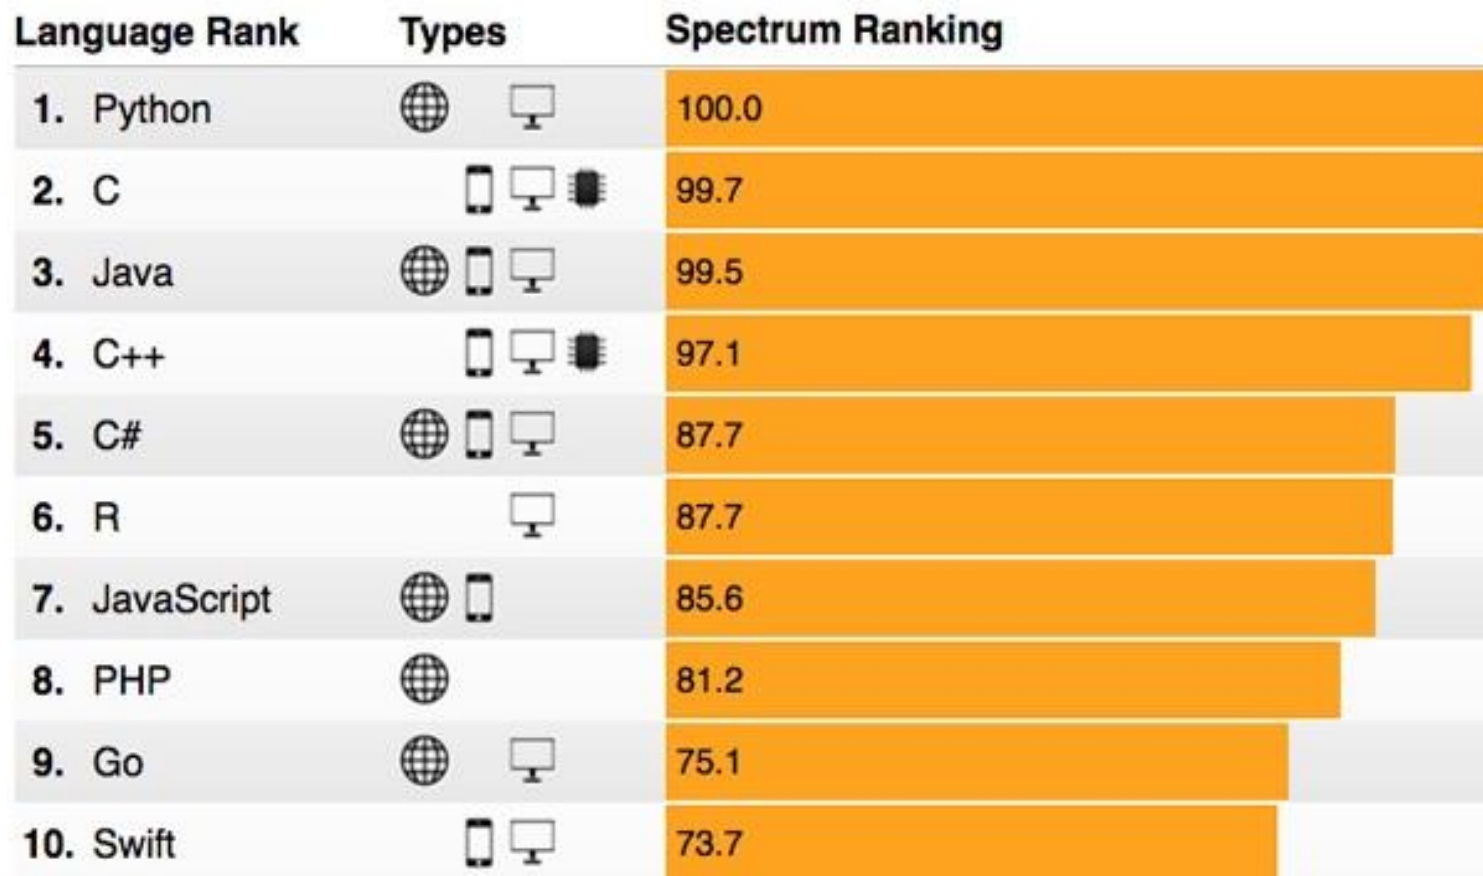 Language Rank Types Spectrum Ranking
1. Python 100.0
2. C 99.7
3. Java 99.5
4. C++ 97.1
5. C# 87.7
6. R 87.7
7. JavaScript 85.6
8. PHP 81.2
9. Go 75.1
10. Swift 73.7